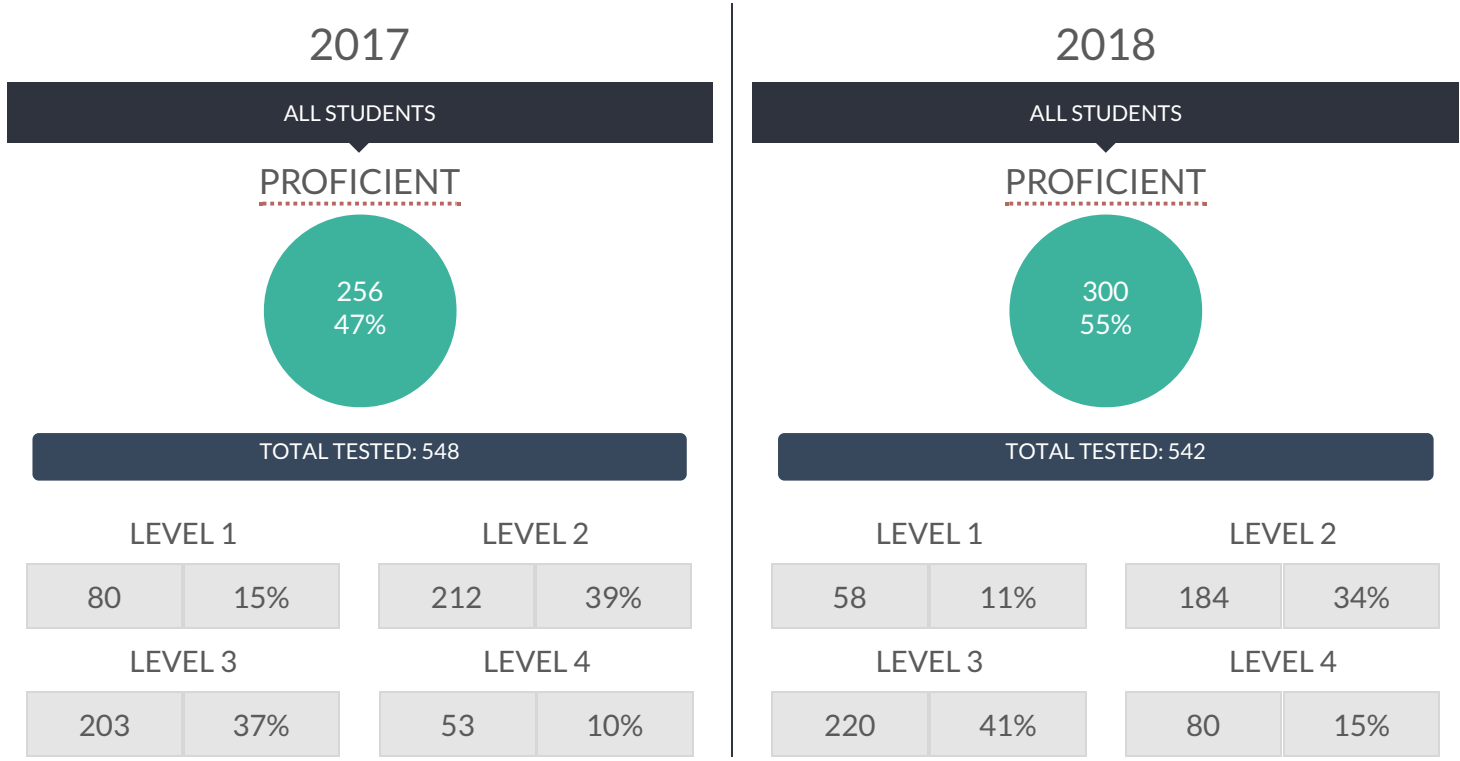 2017
ALL STUDENTS
PROFICIENT
256
47%
TOTAL TESTED: 548
LEVEL 1 LEVEL 2
80 15% 212 39%
LEVEL 3 LEVEL 4
203 37% 53 10%
2018
ALL STUDENTS
PROFICIENT
300
55%
TOTAL TESTED: 542
LEVEL 1 LEVEL 2
58 11% 184 34%
LEVEL 3 LEVEL 4
220 41% 80 15%